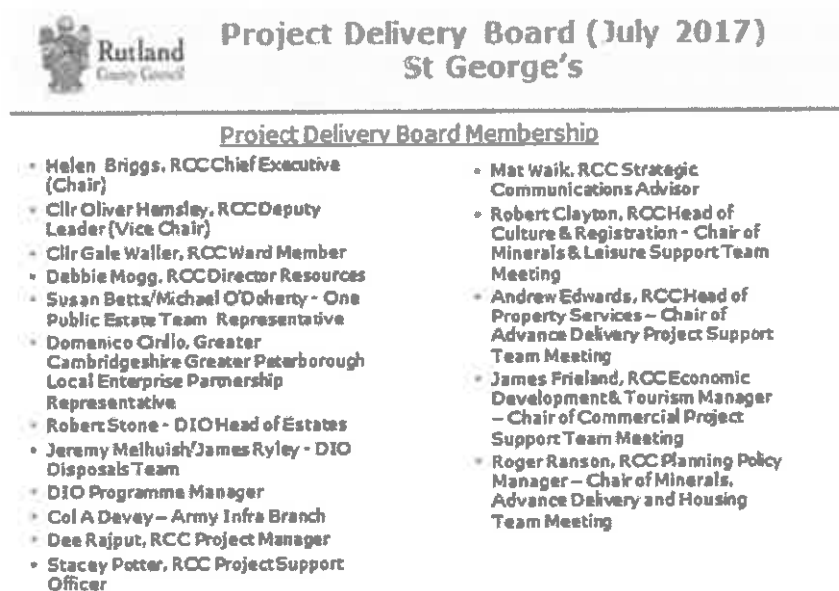 Rutland
County Council
Project Delivery Board (July 2017)
St George's
Project Delivery Board Membership
• Helen Briggs, RCC Chief Executive
(Chair)
• Cllr Oliver Hemsley, RCC Deputy
Leader (Vice Chair)
• Cllr Gale Waller, RCC Ward Member
• Debbie Mogg, RCC Director Resources
• Susan Betts/Michael O'Doherty - One
Public Estate Team Representative
• Domenico Cirillo, Greater
Cambridgeshire Greater Peterborough
Local Enterprise Partnership
Representative
• Robert Stone - DIO Head of Estates
• Jeremy Melhuish/James Ryley - DIO
Disposals Team
• DIO Programme Manager
• Col A Devey – Army Infra Branch
• Dee Rajput, RCC Project Manager
• Stacey Potter, RCC Project Support
Officer
• Mat Waik, RCC Strategic
Communications Advisor
• Robert Clayton, RCC Head of
Culture & Registration - Chair of
Minerals & Leisure Support Team
Meeting
• Andrew Edwards, RCC Head of
Property Services – Chair of
Advance Delivery Project Support
Team Meeting
• James Frieland, RCC Economic
Development & Tourism Manager
– Chair of Commercial Project
Support Team Meeting
• Roger Ranson, RCC Planning Policy
Manager – Chair of Minerals,
Advance Delivery and Housing
Team Meeting